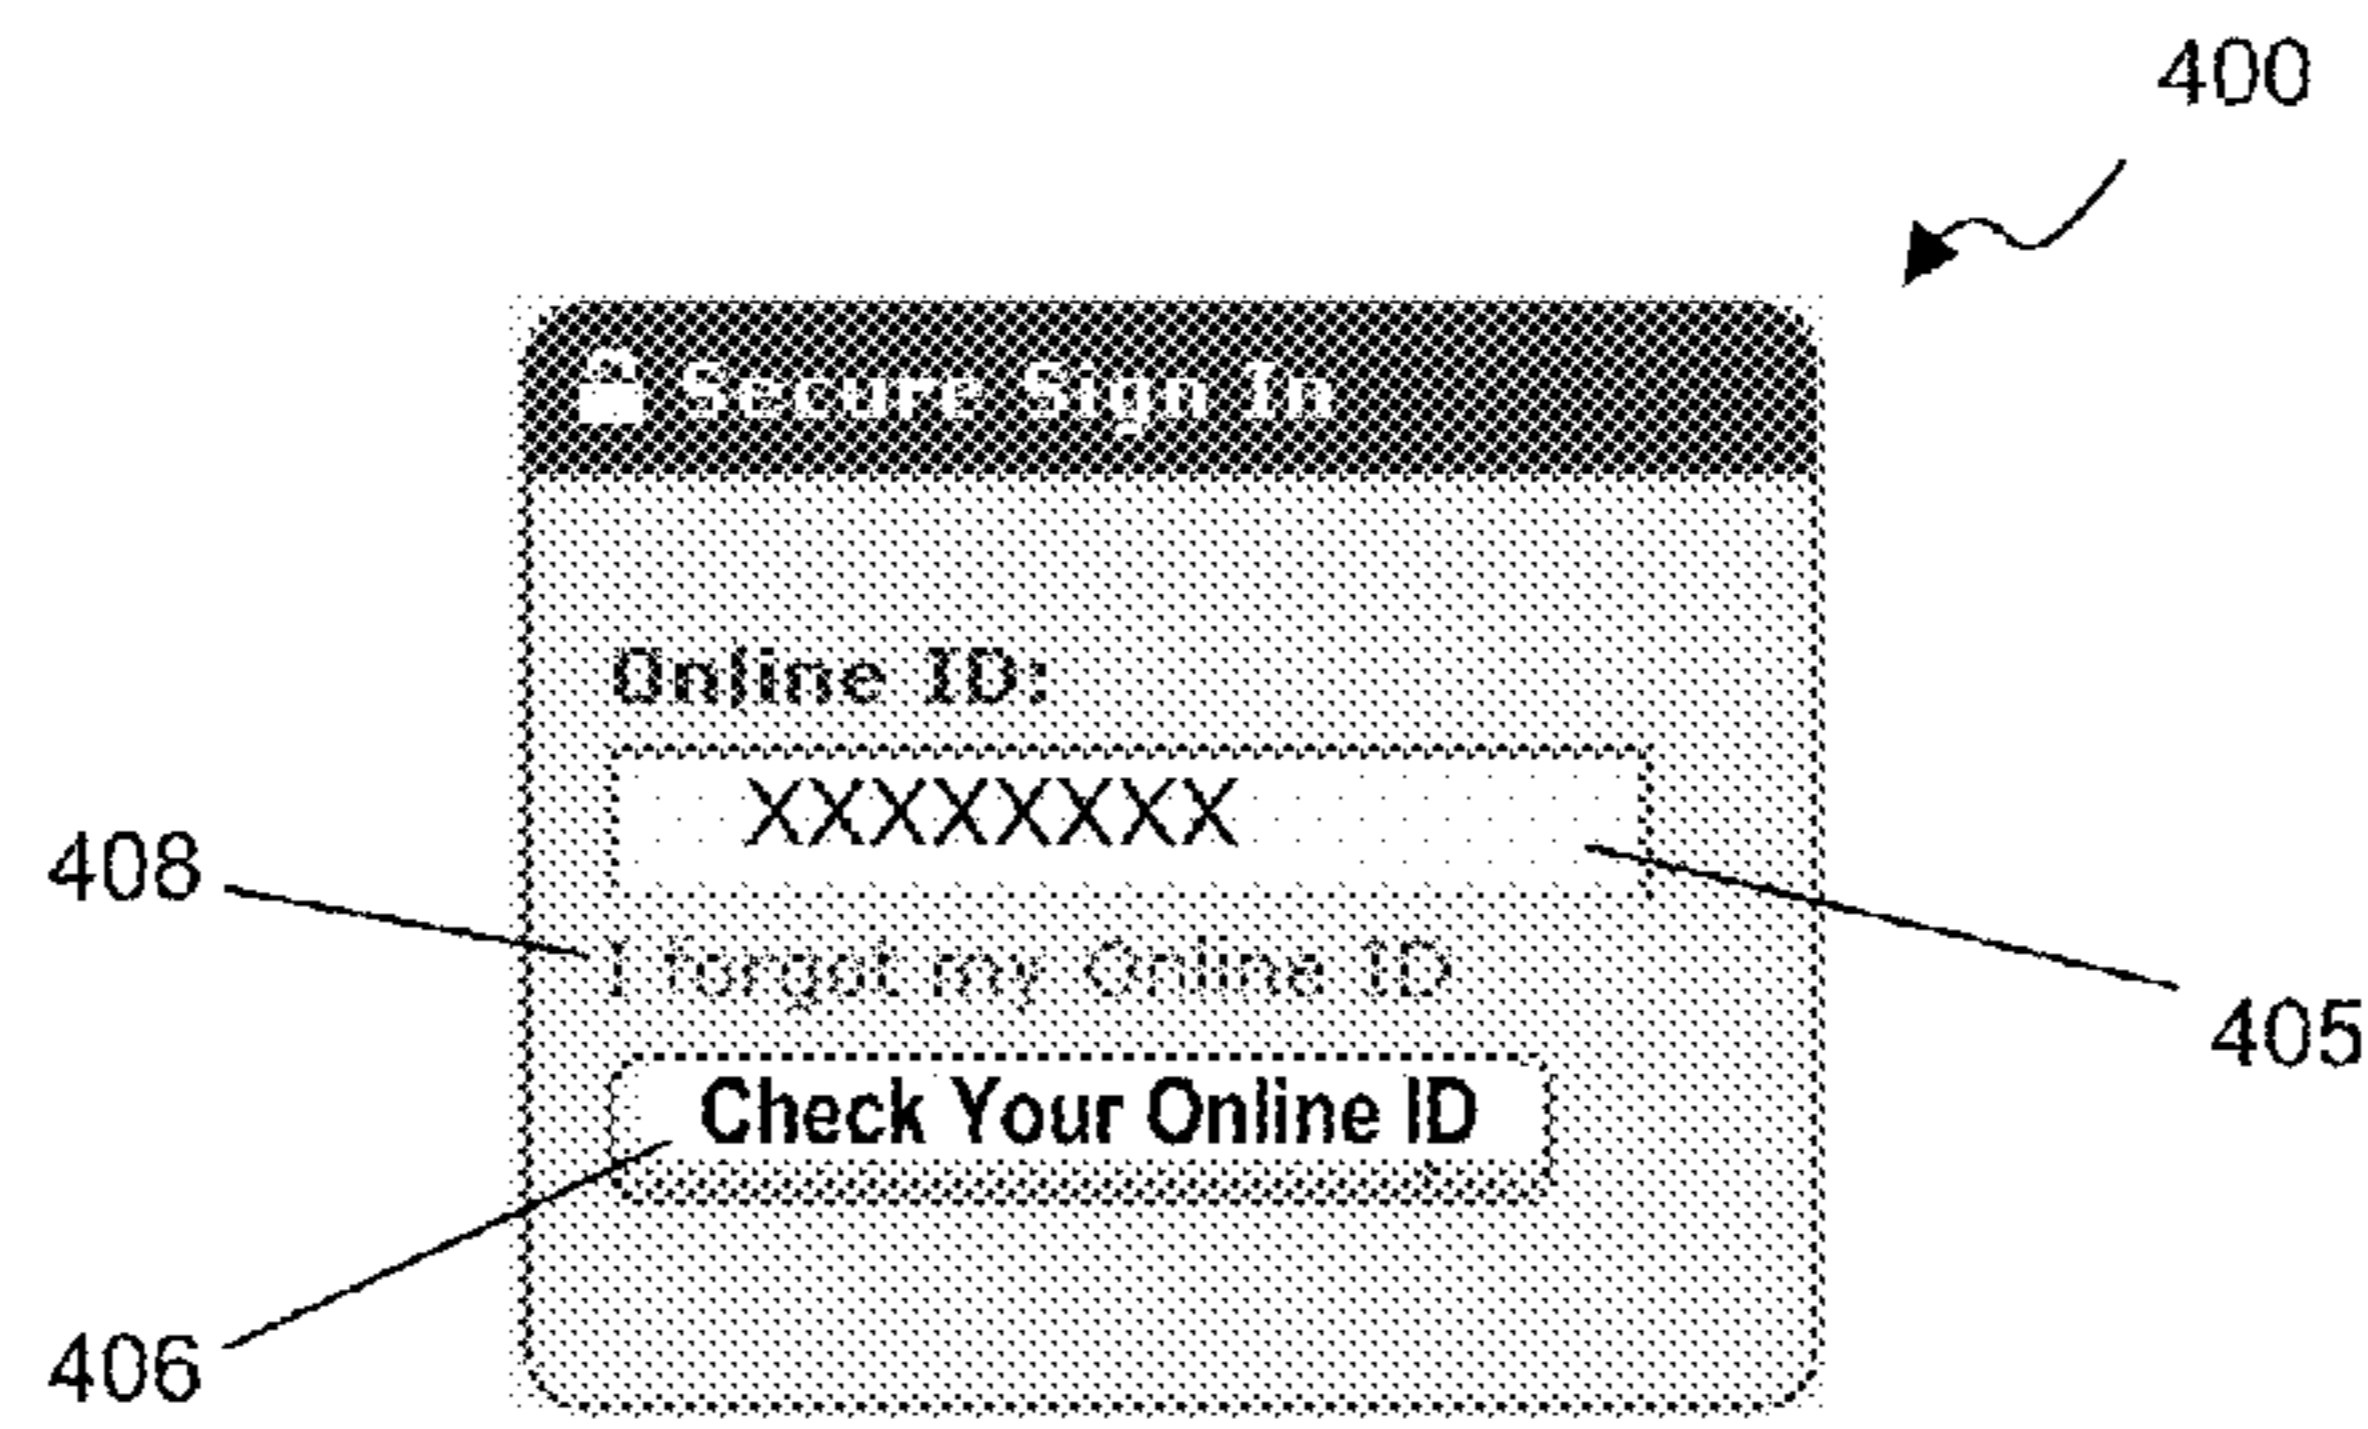 400
Secure Sign In
Online ID:
XXXXXXXX
408
I forgot my Online ID
405
Check Your Online ID
406